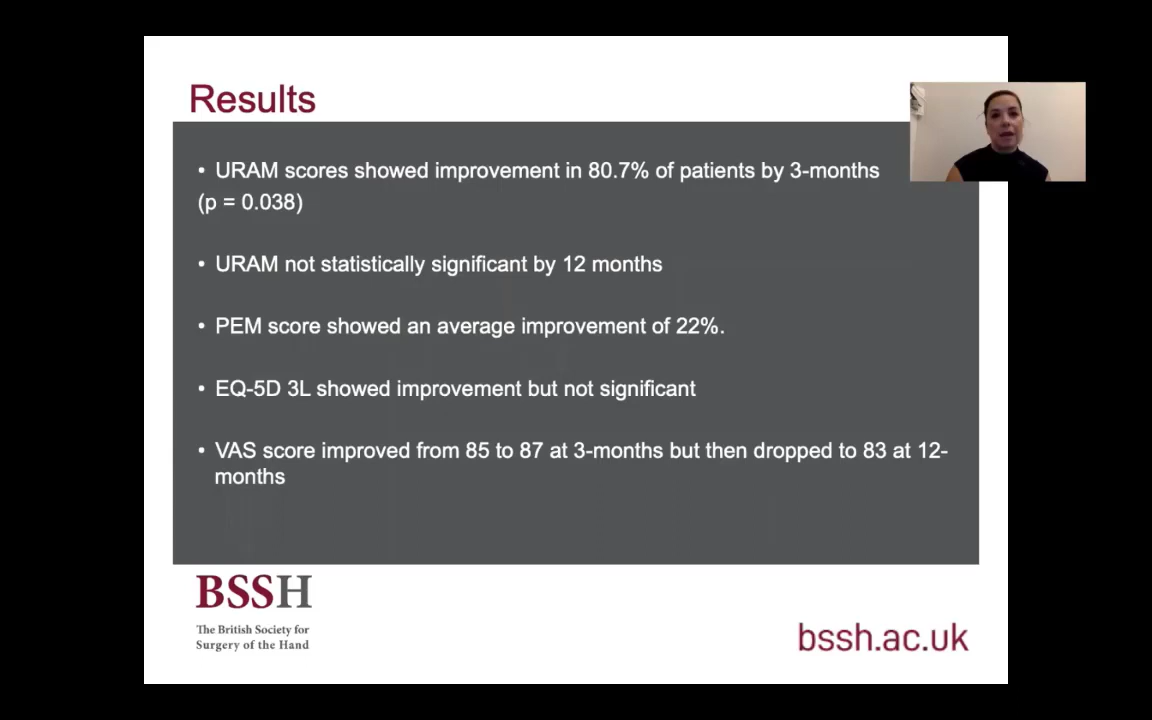 Results
• URAM scores showed improvement in 80.7% of patients by 3-months
(p = 0.038)
• URAM not statistically significant by 12 months
• PEM score showed an average improvement of 22%.
• EQ-5D 3L showed improvement but not significant
• VAS score improved from 85 to 87 at 3-months but then dropped to 83 at 12-
months
BSSH
The British Society for
Surgery of the Hand
bssh.ac.uk